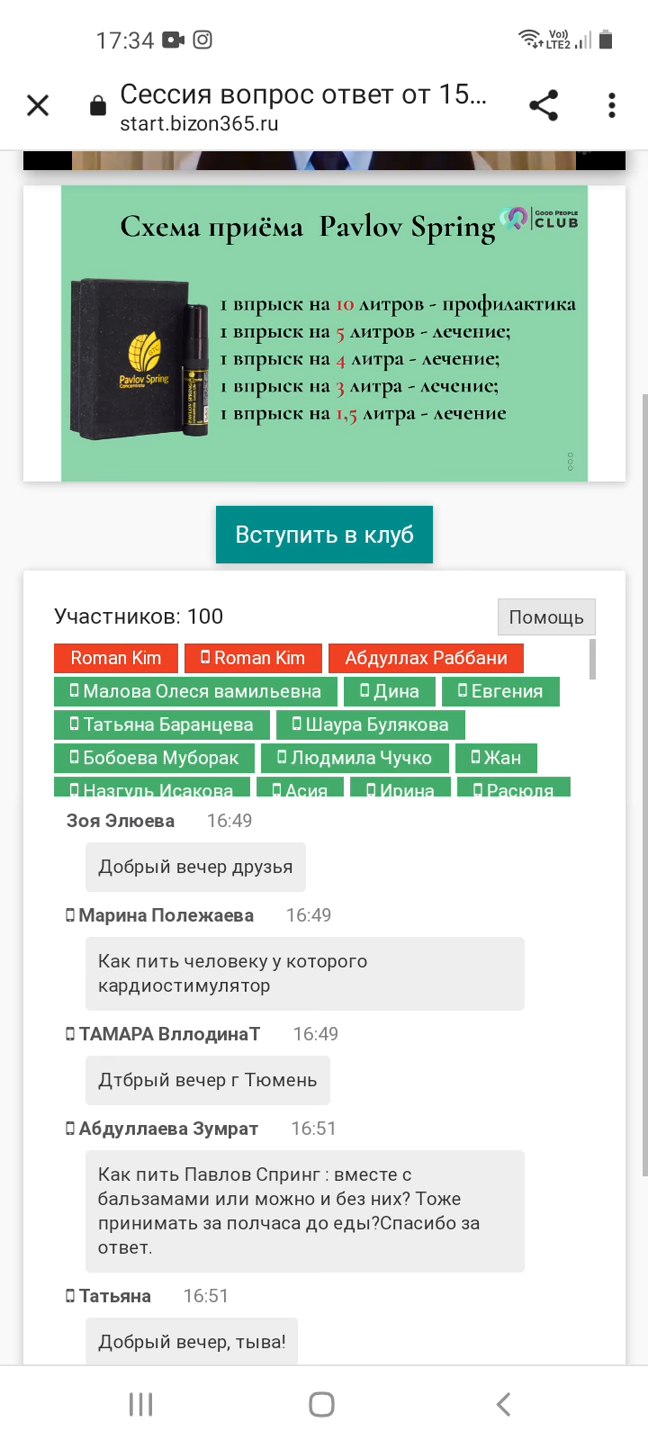 17:34
Vo)) LTE2
Сессия вопрос ответ от 15...
start.bizon365.ru
Схема приёма Pavlov Spring
GOOD PEOPLE CLUB
1 впрыск на 10 литров - профилактика
1 впрыск на 5 литров - лечение;
1 впрыск на 4 литра - лечение;
1 впрыск на 3 литра - лечение;
1 впрыск на 1,5 литра - лечение
Pavlov Spring
Вступить в клуб
Участников: 100
Помощь
Roman Kim Roman Kim Абдуллах Раббани
Малова Олеся вамильевна Дина Евгения
Татьяна Баранцева Шаура Булякова
Бобоева Муборак Людмила Чучко Жан
Назгуль Исакова Асия Ирина Расюля
Зоя Элюева 16:49
Добрый вечер друзья
Марина Полежаева 16:49
Как пить человеку у которого
кардиостимулятор
ТАМАРА ВллодинаТ 16:49
Дтбрый вечер г Тюмень
Абдуллаева Зумрат 16:51
Как пить Павлов Спринг : вместе с
бальзамами или можно и без них? Тоже
принимать за полчаса до еды?Спасибо за
ответ.
Татьяна 16:51
Добрый вечер, тыва!